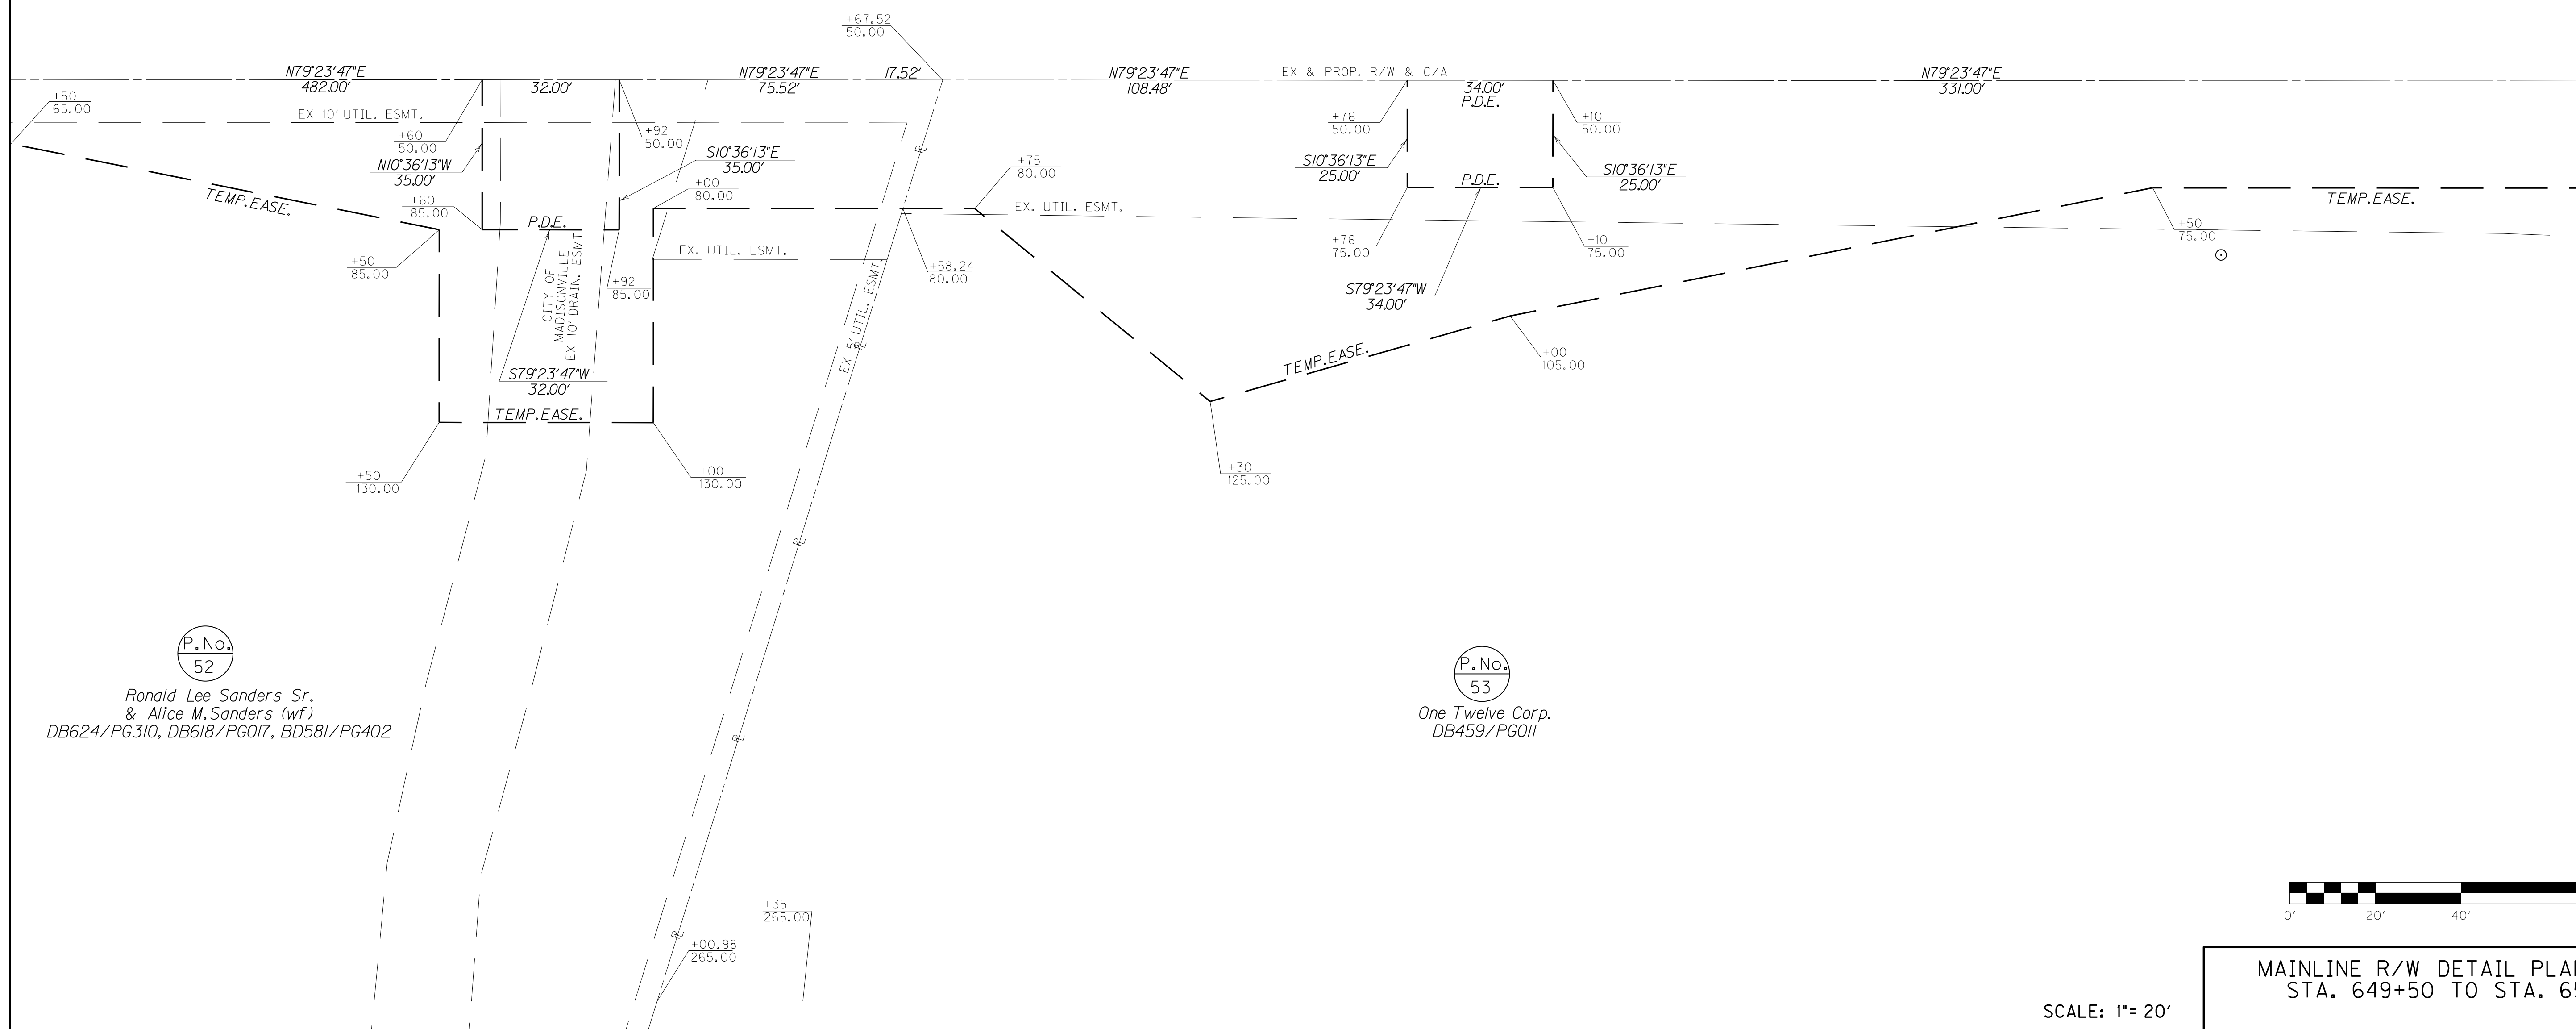 +67.52
50.00
N79°23'47"E
482.00'
32.00'
N79°23'47"E
75.52'
17.52'
N79°23'47"E
108.48'
EX & PROP. R/W & C/A
34.00'
P.D.E.
N79°23'47"E
331.00'
+50
65.00
EX 10' UTIL. ESMT.
+60
50.00
+92
50.00
+76
50.00
+10
50.00
N10°36'13"W
35.00'
S10°36'13"E
35.00'
+75
80.00
S10°36'13"E
25.00'
S10°36'13"E
25.00'
P.D.E.
TEMP. EASE.
+60
85.00
+00
80.00
EX. UTIL. ESMT.
TEMP. EASE.
P.D.E.
+50
75.00
+50
85.00
EX. UTIL. ESMT.
+58.24
80.00
+76
75.00
+10
75.00
+92
85.00
CITY OF
MADISONVILLE
EX 10' DRAIN. ESMT
EX 5' UTIL. ESMT.
S79°23'47"W
34.00'
TEMP. EASE.
+00
105.00
S79°23'47"W
32.00'
TEMP. EASE.
+50
130.00
+00
130.00
+30
125.00
PL
PL
PL
PL
PL
P. No.
52
Ronald Lee Sanders Sr.
& Alice M. Sanders (wf)
DB624/PG310, DB618/PG017, BD581/PG402
P. No.
53
One Twelve Corp.
DB459/PG011
+35
265.00
+00.98
265.00
0' 20' 40'
MAINLINE R/W DETAIL
STA. 649+50 TO STA.
SCALE: 1"= 20'